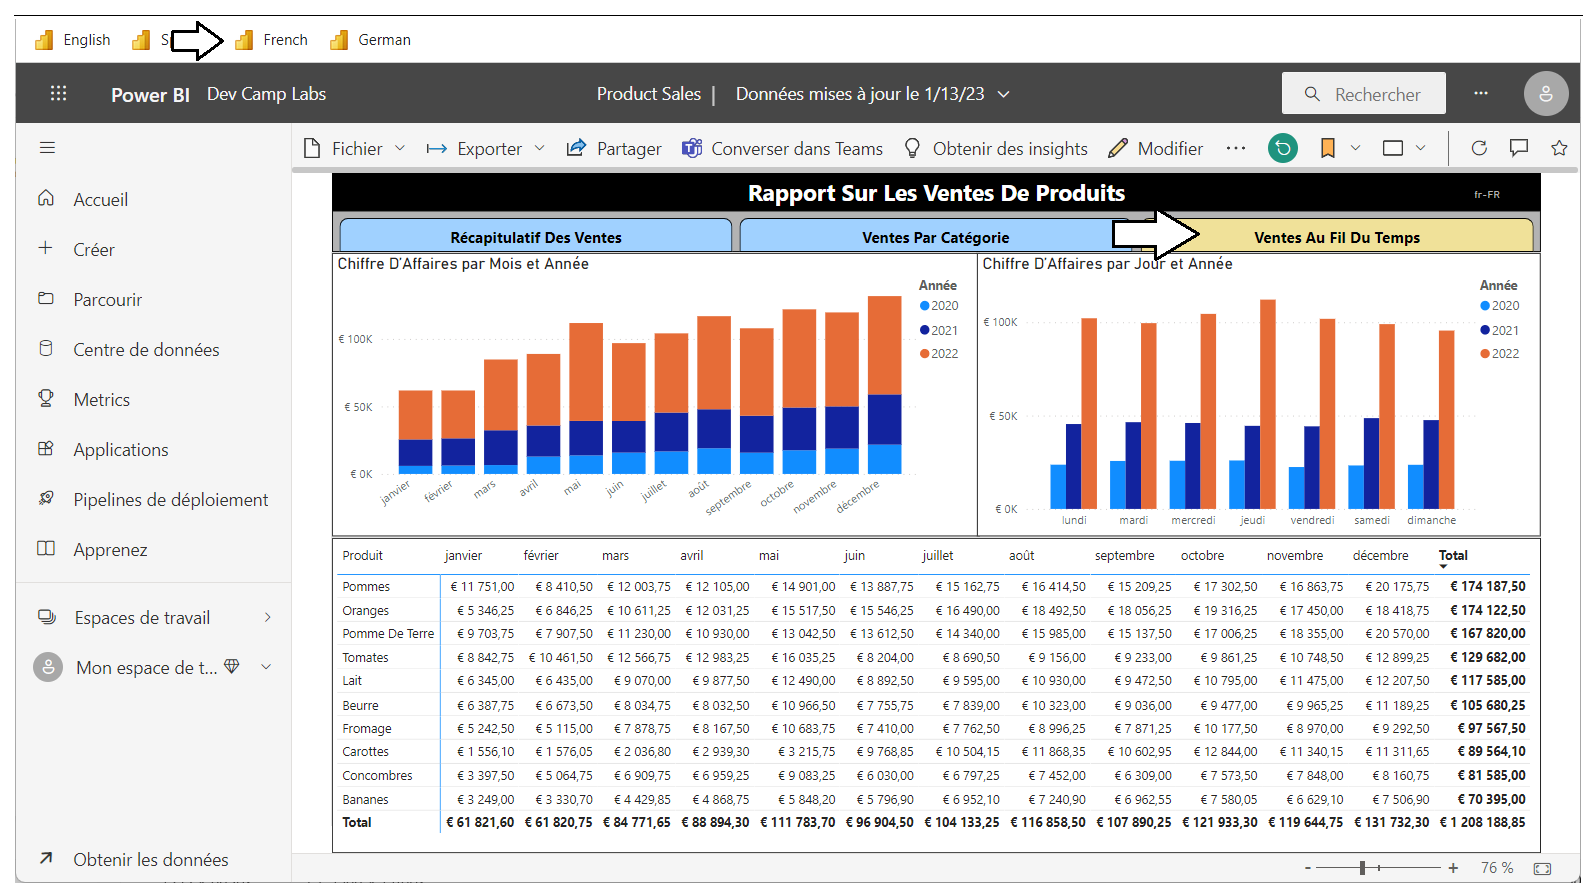 English French German
Power BI Dev Camp Labs Product Sales | Données mises à jour le 1/13/23 Rechercher
Fichier Exporter Partager Converser dans Teams Obtenir des insights Modifier
Accueil
Créer
Parcourir
Centre de données
Metrics
Applications
Pipelines de déploiement
Apprenez
Espaces de travail
Mon espace de t...
Obtenir les données
Rapport Sur Les Ventes De Produits fr-FR
Récapitulatif Des Ventes Ventes Par Catégorie Ventes Au Fil Du Temps
Chiffre D'Affaires par Mois et Année
Année
2020
2021
2022
€ 100K
€ 50K
€ 0K
janvier février mars avril mai juin juillet août septembre octobre novembre décembre
Chiffre D'Affaires par Jour et Année
Année
2020
2021
2022
€ 100K
€ 50K
€ 0K
lundi mardi mercredi jeudi vendredi samedi dimanche
Produit janvier février mars avril mai juin juillet août septembre octobre novembre décembre Total
Pommes € 11 751,00 € 8 410,50 € 12 003,75 € 12 105,00 € 14 901,00 € 13 887,75 € 15 162,75 € 16 414,50 € 15 209,25 € 17 302,50 € 16 863,75 € 20 175,75 € 174 187,50
Oranges € 5 346,25 € 6 846,25 € 10 611,25 € 12 031,25 € 15 517,50 € 15 546,25 € 16 490,00 € 18 492,50 € 18 056,25 € 19 316,25 € 17 450,00 € 18 418,75 € 174 122,50
Pomme De Terre € 9 703,75 € 7 907,50 € 11 230,00 € 10 930,00 € 13 042,50 € 13 612,50 € 14 340,00 € 15 985,00 € 15 137,50 € 17 006,25 € 18 355,00 € 20 570,00 € 167 820,00
Tomates € 8 842,75 € 10 461,50 € 12 566,75 € 12 983,25 € 16 035,25 € 8 204,00 € 8 690,50 € 9 156,00 € 9 233,00 € 9 861,25 € 10 748,50 € 12 899,25 € 129 682,00
Lait € 6 345,00 € 6 435,00 € 9 070,00 € 9 877,50 € 12 490,00 € 8 892,50 € 9 595,00 € 10 930,00 € 9 472,50 € 10 795,00 € 11 475,00 € 12 207,50 € 117 585,00
Beurre € 6 387,75 € 6 673,50 € 8 034,75 € 8 032,50 € 10 966,50 € 7 755,75 € 7 839,00 € 10 323,00 € 9 036,00 € 9 477,00 € 9 965,25 € 11 189,25 € 105 680,25
Fromage € 5 242,50 € 5 115,00 € 7 878,75 € 8 167,50 € 10 683,75 € 7 410,00 € 7 762,50 € 8 996,25 € 7 871,25 € 10 177,50 € 8 970,00 € 9 292,50 € 97 567,50
Carottes € 1 556,10 € 1 576,05 € 2 036,80 € 2 939,30 € 3 215,75 € 9 768,85 € 10 504,15 € 11 868,35 € 10 602,95 € 12 844,00 € 11 340,15 € 11 311,65 € 89 564,10
Concombres € 3 397,50 € 5 064,75 € 6 909,75 € 6 959,25 € 9 083,25 € 6 030,00 € 6 797,25 € 7 452,00 € 6 309,00 € 7 573,50 € 7 848,00 € 8 160,75 € 81 585,00
Bananes € 3 249,00 € 3 330,70 € 4 429,85 € 4 868,75 € 5 848,20 € 5 796,90 € 6 952,10 € 7 240,90 € 6 962,55 € 7 580,05 € 6 629,10 € 7 506,90 € 70 395,00
Total € 61 821,60 € 61 820,75 € 84 771,65 € 88 894,30 € 111 783,70 € 96 904,50 € 104 133,25 € 116 858,50 € 107 890,25 € 121 933,30 € 119 644,75 € 131 732,30 € 1 208 188,85
- + 76 %